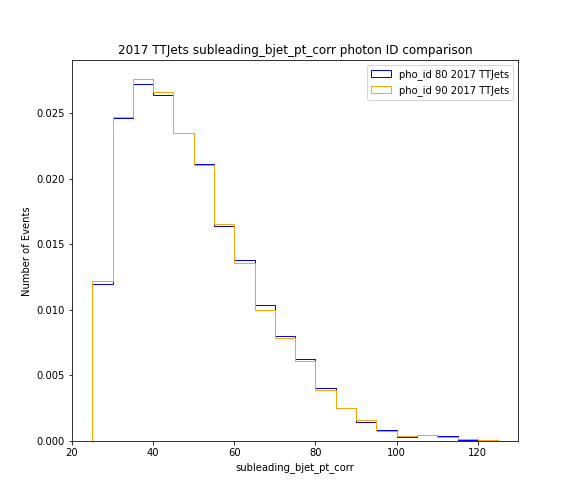 2017 TTJets subleading_bjet_pt_corr photon ID comparison
pho_id 80 2017 TTJets
pho_id 90 2017 TTJets
Number of Events
0.025
0.020
0.015
0.010
0.005
0.000
20
40
60
80
100
120
subleading_bjet_pt_corr